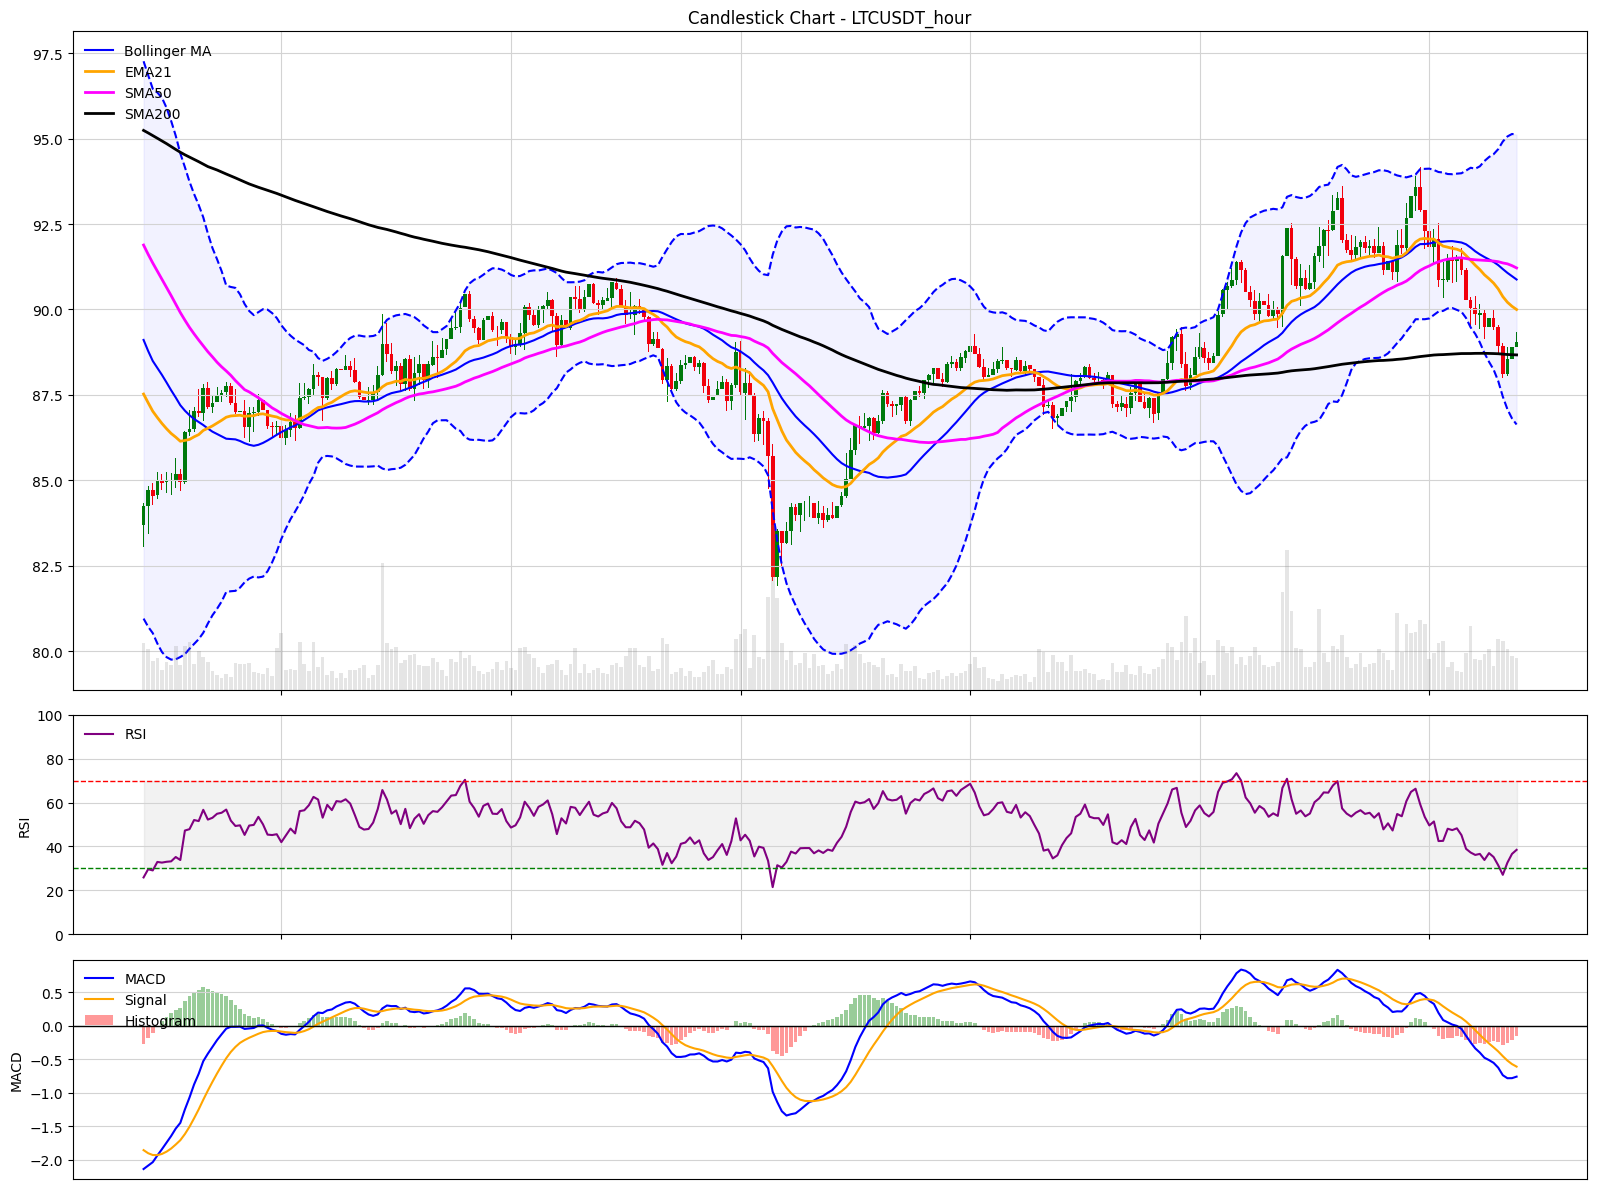 Candlestick Chart - LTCUSDT_hour
Bollinger MA
EMA21
SMA50
SMA200
97.5
95.0
92.5
90.0
87.5
85.0
82.5
80.0
RSI
100
80
60
40
20
0
RSI
MACD
Signal
Histogram
0.5
0.0
−0.5
−1.0
−1.5
−2.0
MACD